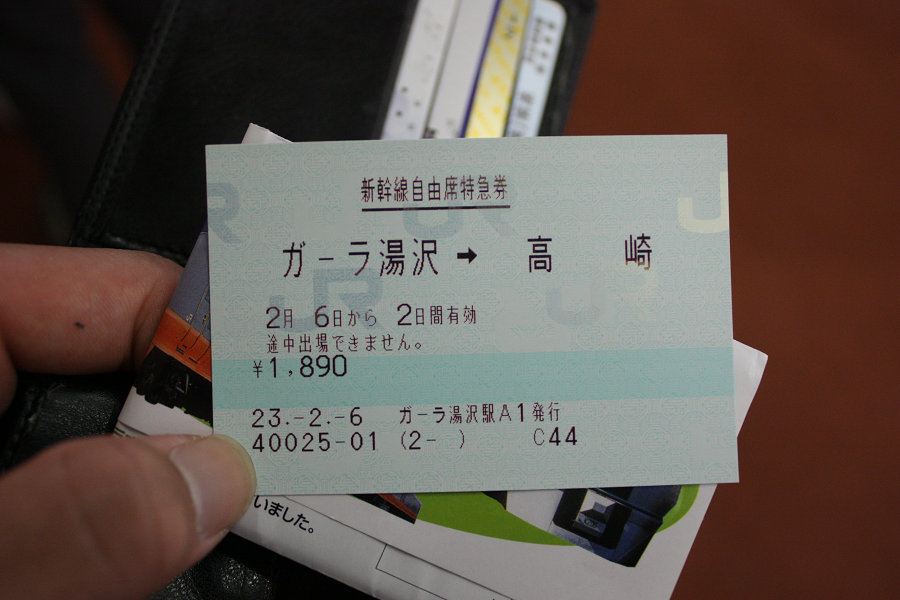 新幹線自由席特急券
ガーラ湯沢 → 高崎
2月 6日から 2日間有効
途中出場できません。
¥1,890
23.-2.-6 ガーラ湯沢駅A1発行
40025-01 (2- ) C44
いました。